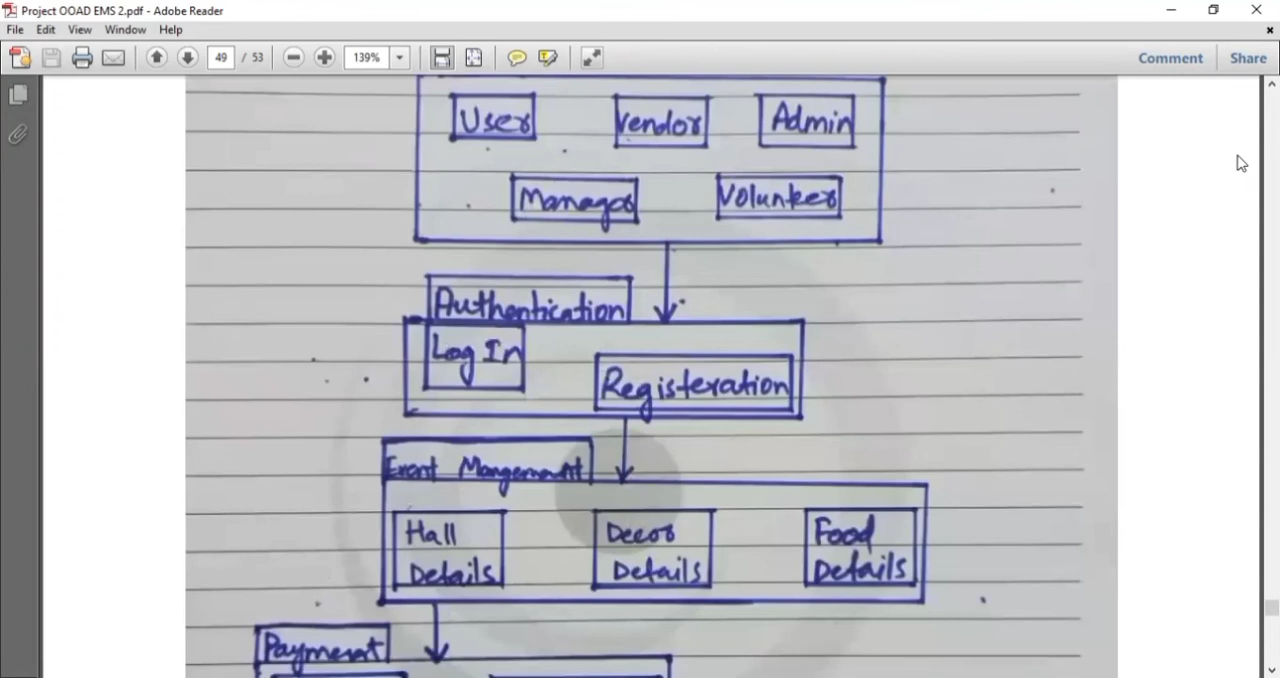 Project OOAD EMS 2.pdf - Adobe Reader
File Edit View Window Help
49 / 53 139% Comment Share
User Vendor Admin
Manager Volunteer
Authentication
Log In
Registeration
Event Mangement
Hall Details
Decor Details
Food Details
Payment